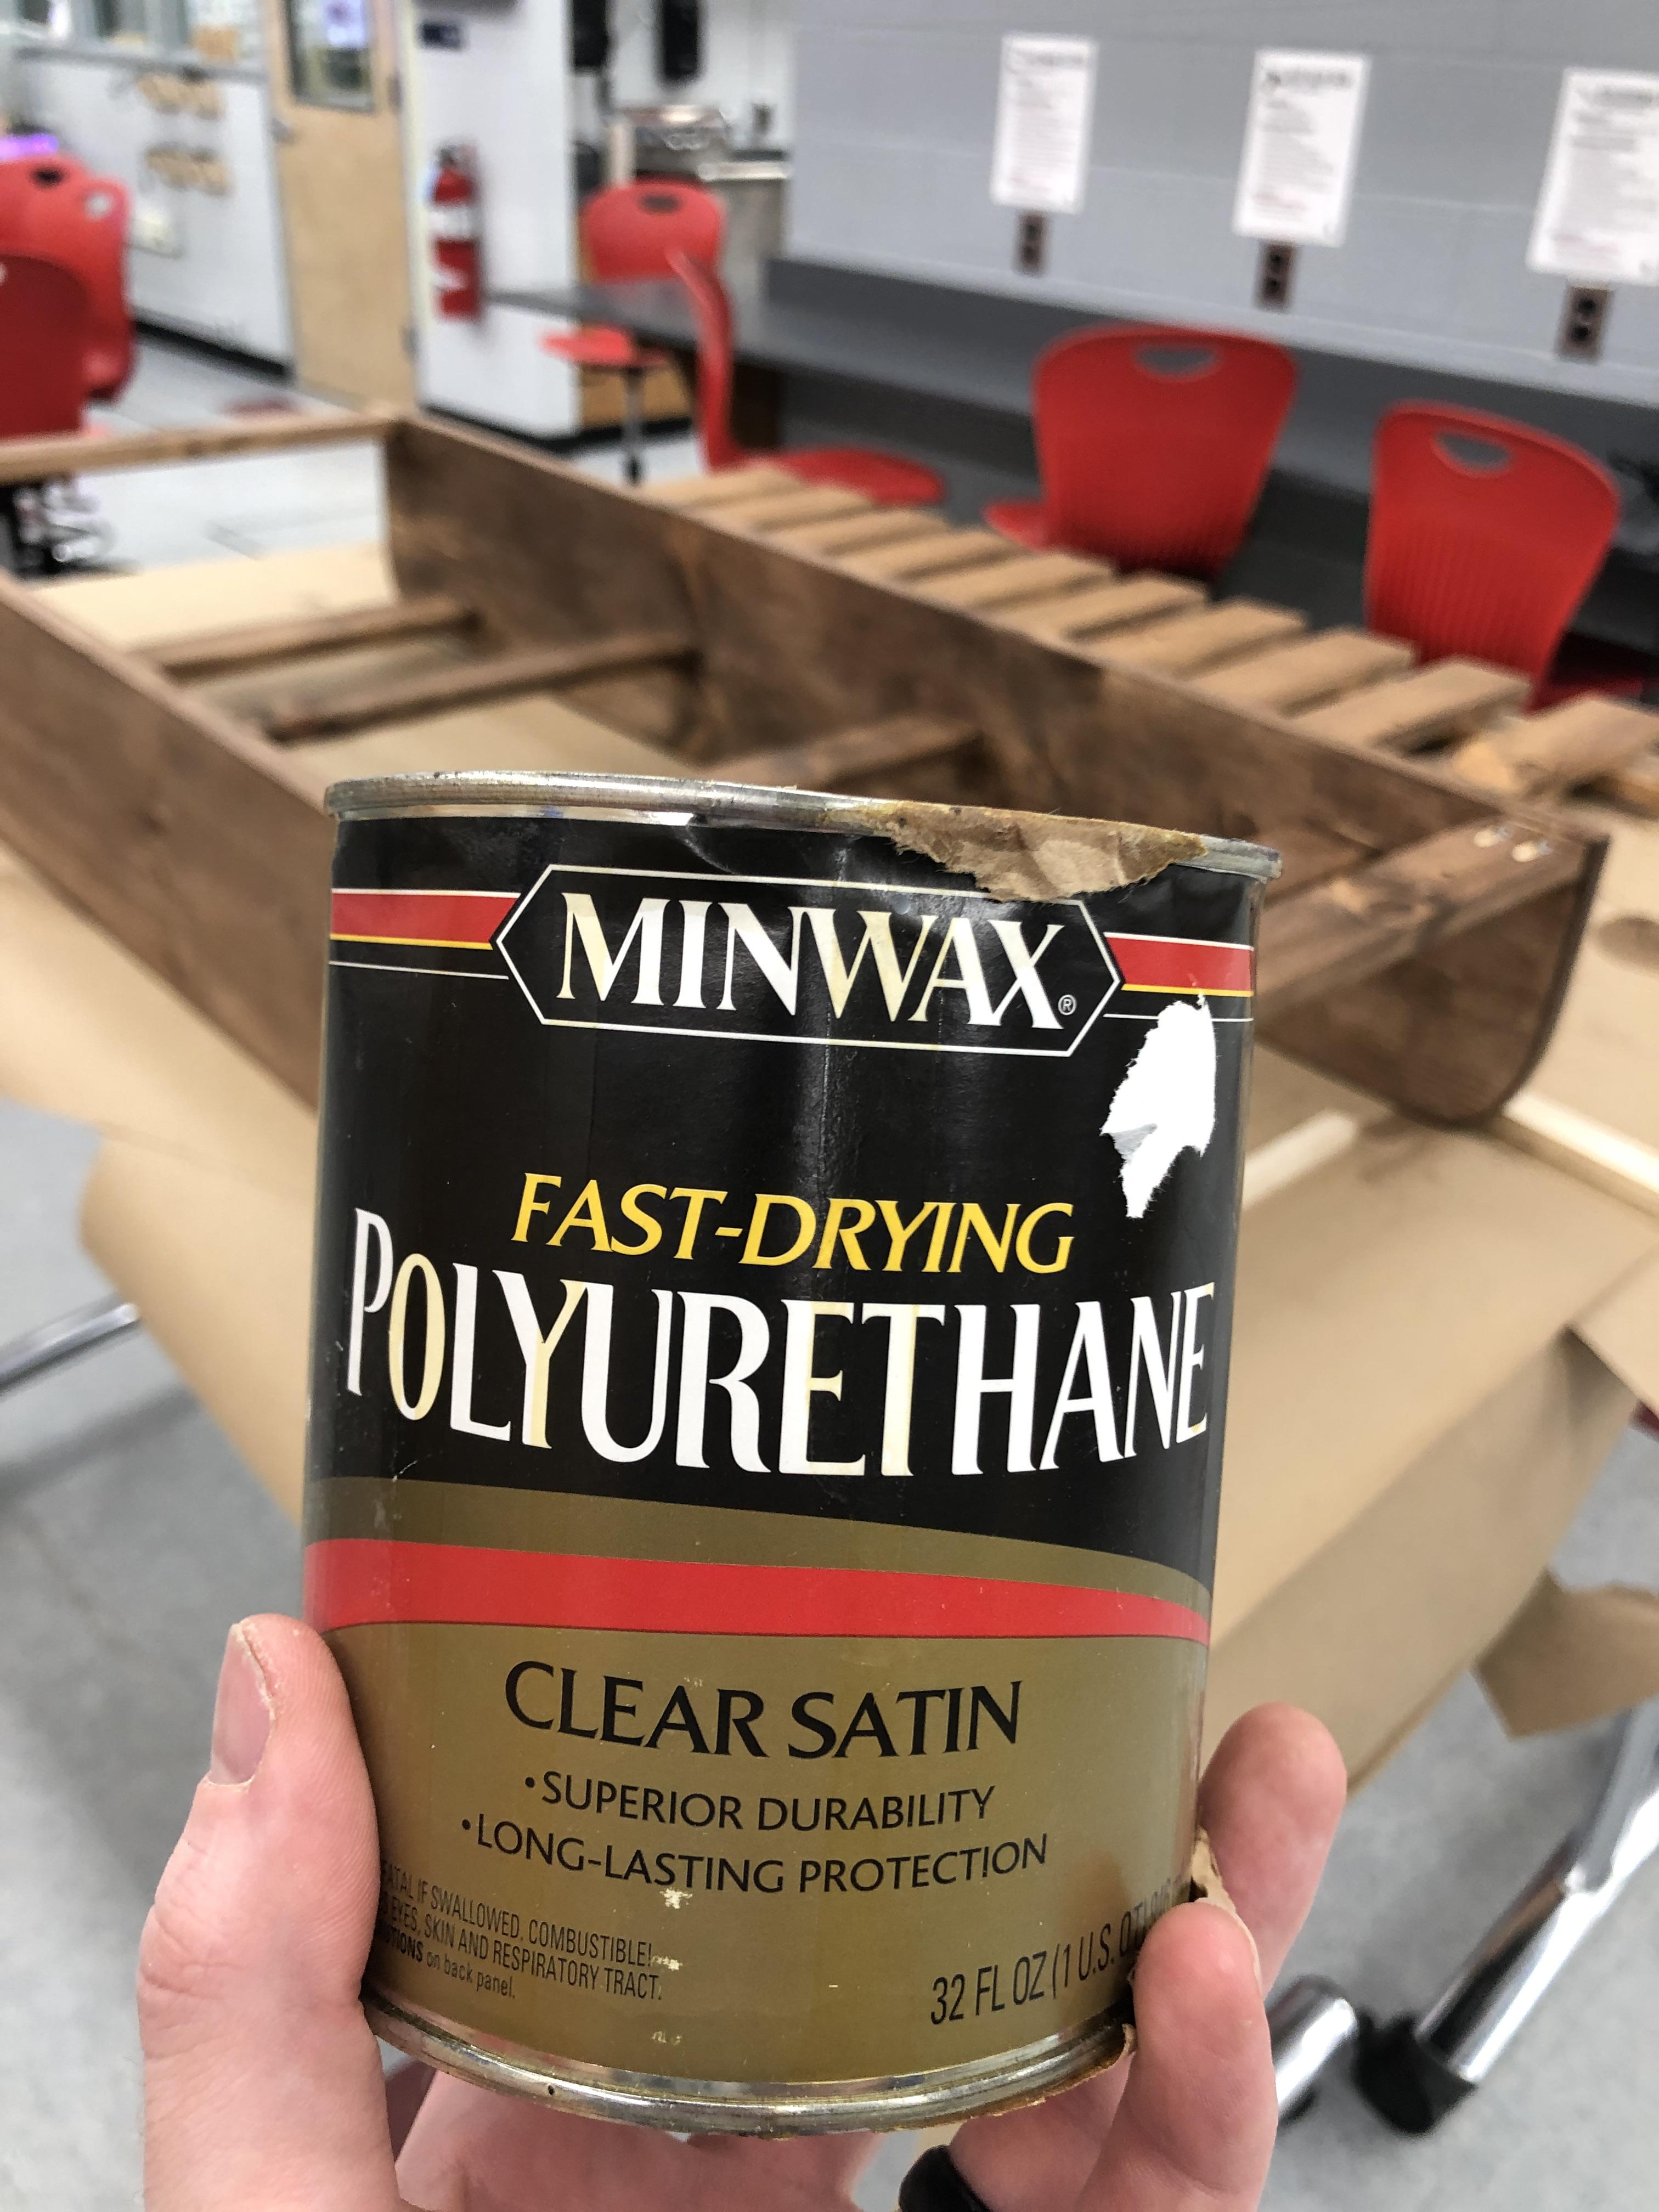 MINWAX®
FAST-DRYING
POLYURETHANE
CLEAR SATIN
•SUPERIOR DURABILITY
•LONG-LASTING PROTECTION
IF SWALLOWED. COMBUSTIBLE!
EYES, SKIN AND RESPIRATORY TRACT.
on back panel.
32 FL OZ (1 U.S.